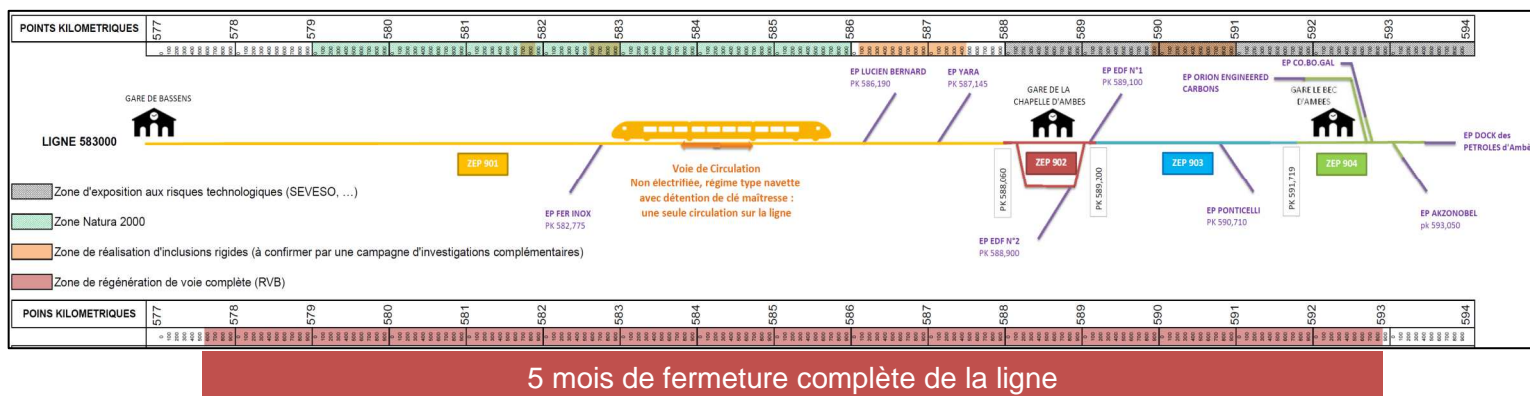 POINTS KILOMETRIQUES 577 578 579 580 581 582 583 584 585 586 587 588 589 590 591 592 593 594
EP LUCIEN BERNARD
PK 586,190
EP YARA
PK 587,145
EP EDF N°1
PK 589,100
EP CO.BO.GAL
EP ORION ENGINEERED
CARBONS
GARE DE BASSENS
GARE DE LA
CHAPELLE D'AMBES
GARE LE BEC
D'AMBES
LIGNE 583000
EP DOCK des
PETROLES d'Ambè
ZEP 901
ZEP 902
ZEP 903
ZEP 904
Voie de Circulation
Non électrifiée, régime type navette
avec détention de clé maîtresse :
une seule circulation sur la ligne
PK 588,060
PK 589,200
PK 591,719
EP FER INOX
PK 582,775
EP EDF N°2
PK 588,900
EP PONTICELLI
PK 590,710
EP AKZONOBEL
pk 593,050
Zone d'exposition aux risques technologiques (SEVESO, ...)
Zone Natura 2000
Zone de réalisation d'inclusions rigides (à confirmer par une campagne d'investigations complémentaires)
Zone de régénération de voie complète (RVB)
POINS KILOMETRIQUES 577 578 579 580 581 582 583 584 585 586 587 588 589 590 591 592 593 594
5 mois de fermeture complète de la ligne